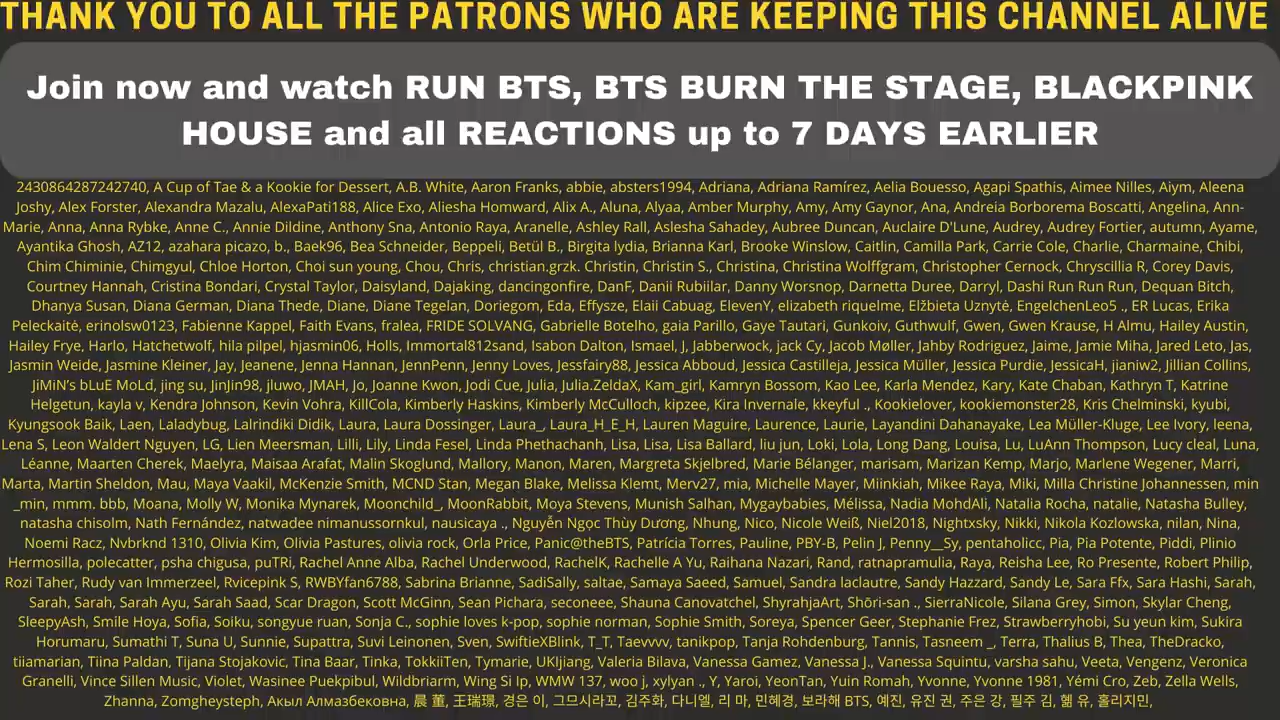 THANK YOU TO ALL THE PATRONS WHO ARE KEEPING THIS CHANNEL ALIVE
Join now and watch RUN BTS, BTS BURN THE STAGE, BLACKPINK
HOUSE and all REACTIONS up to 7 DAYS EARLIER
2430864287242740, A Cup of Tae & a Kookie for Dessert, A.B. White, Aaron Franks, abbie, absters1994, Adriana, Adriana Ramírez, Aelia Bouesso, Agapi Spathis, Aimee Nilles, Aiym, Aleena
Joshy, Alex Forster, Alexandra Mazalu, AlexaPati188, Alice Exo, Aliesha Homward, Alix A., Aluna, Alyaa, Amber Murphy, Amy, Amy Gaynor, Ana, Andreia Borborema Boscatti, Angelina, Ann-
Marie, Anna, Anna Rybke, Anne C., Annie Dildine, Anthony Sna, Antonio Raya, Aranelle, Ashley Rall, Aslesha Sahadey, Aubree Duncan, Auclaire D'Lune, Audrey, Audrey Fortier, autumn, Ayame,
Ayantika Ghosh, AZ12, azahara picazo, b., Baek96, Bea Schneider, Beppeli, Betül B., Birgita lydia, Brianna Karl, Brooke Winslow, Caitlin, Camilla Park, Carrie Cole, Charlie, Charmaine, Chibi,
Chim Chiminie, Chimgyul, Chloe Horton, Choi sun young, Chou, Chris, christian.grzk. Christin, Christin S., Christina, Christina Wolffgram, Christopher Cernock, Chryscillia R, Corey Davis,
Courtney Hannah, Cristina Bondari, Crystal Taylor, Daisyland, Dajaking, dancingonfire, DanF, Danii Rubiilar, Danny Worsnop, Darnetta Duree, Darryl, Dashi Run Run Run, Dequan Bitch,
Dhanya Susan, Diana German, Diana Thede, Diane, Diane Tegelan, Doriegom, Eda, Effysze, Elaii Cabuag, ElevenY, elizabeth riquelme, Elžbieta Uznytė, EngelchenLeo5 ., ER Lucas, Erika
Peleckaitė, erinolsw0123, Fabienne Kappel, Faith Evans, fralea, FRIDE SOLVANG, Gabrielle Botelho, gaia Parillo, Gaye Tautari, Gunkoiv, Guthwulf, Gwen, Gwen Krause, H Almu, Hailey Austin,
Hailey Frye, Harlo, Hatchetwolf, hila pilpel, hjasmin06, Holls, Immortal812sand, Isabon Dalton, Ismael, J, Jabberwock, jack Cy, Jacob Møller, Jahby Rodriguez, Jaime, Jamie Miha, Jared Leto, Jas,
Jasmin Weide, Jasmine Kleiner, Jay, Jeanene, Jenna Hannan, JennPenn, Jenny Loves, Jessfairy88, Jessica Abboud, Jessica Castilleja, Jessica Müller, Jessica Purdie, JessicaH, jianiw2, Jillian Collins,
JiMiN's bLuE MoLd, jing su, JinJin98, jluwo, JMAH, Jo, Joanne Kwon, Jodi Cue, Julia, Julia.ZeldaX, Kam_girl, Kamryn Bossom, Kao Lee, Karla Mendez, Kary, Kate Chaban, Kathryn T, Katrine
Helgetun, kayla v, Kendra Johnson, Kevin Vohra, KillCola, Kimberly Haskins, Kimberly McCulloch, kipzee, Kira Invernale, kkeyful ., Kookielover, kookiemonster28, Kris Chelminski, kyubi,
Kyungsook Baik, Laen, Laladybug, Lalrindiki Didik, Laura, Laura Dossinger, Laura_, Laura_H_E_H, Lauren Maguire, Laurence, Laurie, Layandini Dahanayake, Lea Müller-Kluge, Lee Ivory, leena,
Lena S, Leon Waldert Nguyen, LG, Lien Meersman, Lilli, Lily, Linda Fesel, Linda Phethachanh, Lisa, Lisa, Lisa Ballard, liu jun, Loki, Lola, Long Dang, Louisa, Lu, LuAnn Thompson, Lucy cleal, Luna,
Léanne, Maarten Cherek, Maelyra, Maisaa Arafat, Malin Skoglund, Mallory, Manon, Maren, Margreta Skjelbred, Marie Bélanger, marisam, Marizan Kemp, Marjo, Marlene Wegener, Marri,
Marta, Martin Sheldon, Mau, Maya Vaakil, McKenzie Smith, MCND Stan, Megan Blake, Melissa Klemt, Merv27, mia, Michelle Mayer, Miinkiah, Mikee Raya, Miki, Milla Christine Johannessen, min
_min, mmm. bbb, Moana, Molly W, Monika Mynarek, Moonchild_, MoonRabbit, Moya Stevens, Munish Salhan, Mygaybabies, Mélissa, Nadia MohdAli, Natalia Rocha, natalie, Natasha Bulley,
natasha chisolm, Nath Fernández, natwadee nimanussornkul, nausicaya ., Nguyễn Ngọc Thùy Dương, Nhung, Nico, Nicole Weiß, Niel2018, Nightxsky, Nikki, Nikola Kozlowska, nilan, Nina,
Noemi Racz, Nvbrknd 1310, Olivia Kim, Olivia Pastures, olivia rock, Orla Price, Panic@theBTS, Patrícia Torres, Pauline, PBY-B, Pelin J, Penny__Sy, pentaholicc, Pia, Pia Potente, Piddi, Plinio
Hermosilla, polecatter, psha chigusa, puTRi, Rachel Anne Alba, Rachel Underwood, RachelK, Rachelle A Yu, Raihana Nazari, Rand, ratnapramulia, Raya, Reisha Lee, Ro Presente, Robert Philip,
Rozi Taher, Rudy van Immerzeel, Rvicepink S, RWBYfan6788, Sabrina Brianne, SadiSally, saltae, Samaya Saeed, Samuel, Sandra laclautre, Sandy Hazzard, Sandy Le, Sara Ffx, Sara Hashi, Sarah,
Sarah, Sarah, Sarah Ayu, Sarah Saad, Scar Dragon, Scott McGinn, Sean Pichara, seconeee, Shauna Canovatchel, ShyrahjaArt, Shōri-san ., SierraNicole, Silana Grey, Simon, Skylar Cheng,
SleepyAsh, Smile Hoya, Sofia, Soiku, songyue ruan, Sonja C., sophie loves k-pop, sophie norman, Sophie Smith, Soreya, Spencer Geer, Stephanie Frez, Strawberryhobi, Su yeun kim, Sukira
Horumaru, Sumathi T, Suna U, Sunnie, Supattra, Suvi Leinonen, Sven, SwiftieXBlink, T_T, Taevvvv, tanikpop, Tanja Rohdenburg, Tannis, Tasneem _, Terra, Thalius B, Thea, TheDracko,
tiiamarian, Tiina Paldan, Tijana Stojakovic, Tina Baar, Tinka, TokkiiTen, Tymarie, UKIjiang, Valeria Bilava, Vanessa Gamez, Vanessa J., Vanessa Squintu, varsha sahu, Veeta, Vengenz, Veronica
Granelli, Vince Sillen Music, Violet, Wasinee Puekpibul, Wildbriarm, Wing Si Ip, WMW 137, woo j, xylyan ., Y, Yaroi, YeonTan, Yuin Romah, Yvonne, Yvonne 1981, Yémi Cro, Zeb, Zella Wells,
Zhanna, Zomgheysteph, Акыл Алмазбековна, 晨 董, 王瑞璟, 경은 이, 그므시라꼬, 김주화, 다니엘, 리 마, 민혜경, 보라해 BTS, 예진, 유진 권, 주은 강, 필주 김, 헮 유, 홀리지민,